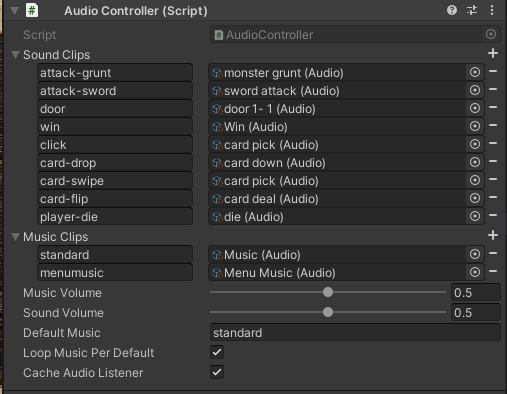 Audio Controller (Script)
Script AudioController
Sound Clips
attack-grunt monster grunt (Audio)
attack-sword sword attack (Audio)
door door 1- 1 (Audio)
win Win (Audio)
click card pick (Audio)
card-drop card down (Audio)
card-swipe card pick (Audio)
card-flip card deal (Audio)
player-die die (Audio)
Music Clips
standard Music (Audio)
menumusic Menu Music (Audio)
Music Volume 0.5
Sound Volume 0.5
Default Music standard
Loop Music Per Default
Cache Audio Listener